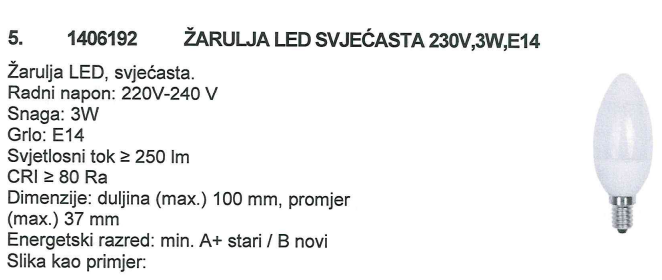 5. 1406192 ŽARULJA LED SVJEĆASTA 230V,3W,E14
Žarulja LED, svjećasta.
Radni napon: 220V-240 V
Snaga: 3W
Grlo: E14
Svjetlosni tok ≥ 250 lm
CRI ≥ 80 Ra
Dimenzije: duljina (max.) 100 mm, promjer
(max.) 37 mm
Energetski razred: min. A+ stari / B novi
Slika kao primjer: